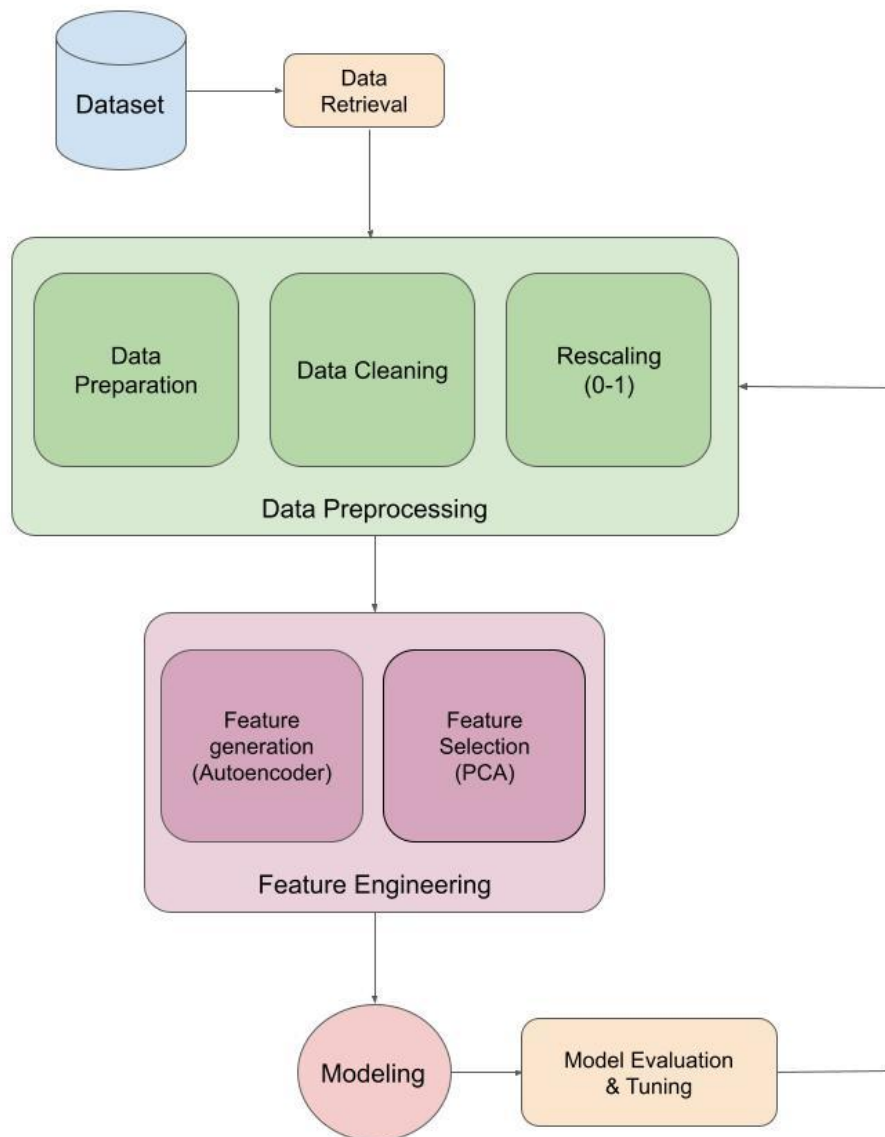 Dataset
Data
Retrieval
Data
Preparation
Data Cleaning
Rescaling
(0-1)
Data Preprocessing
Feature
generation
(Autoencoder)
Feature
Selection
(PCA)
Feature Engineering
Modeling
Model Evaluation
& Tuning